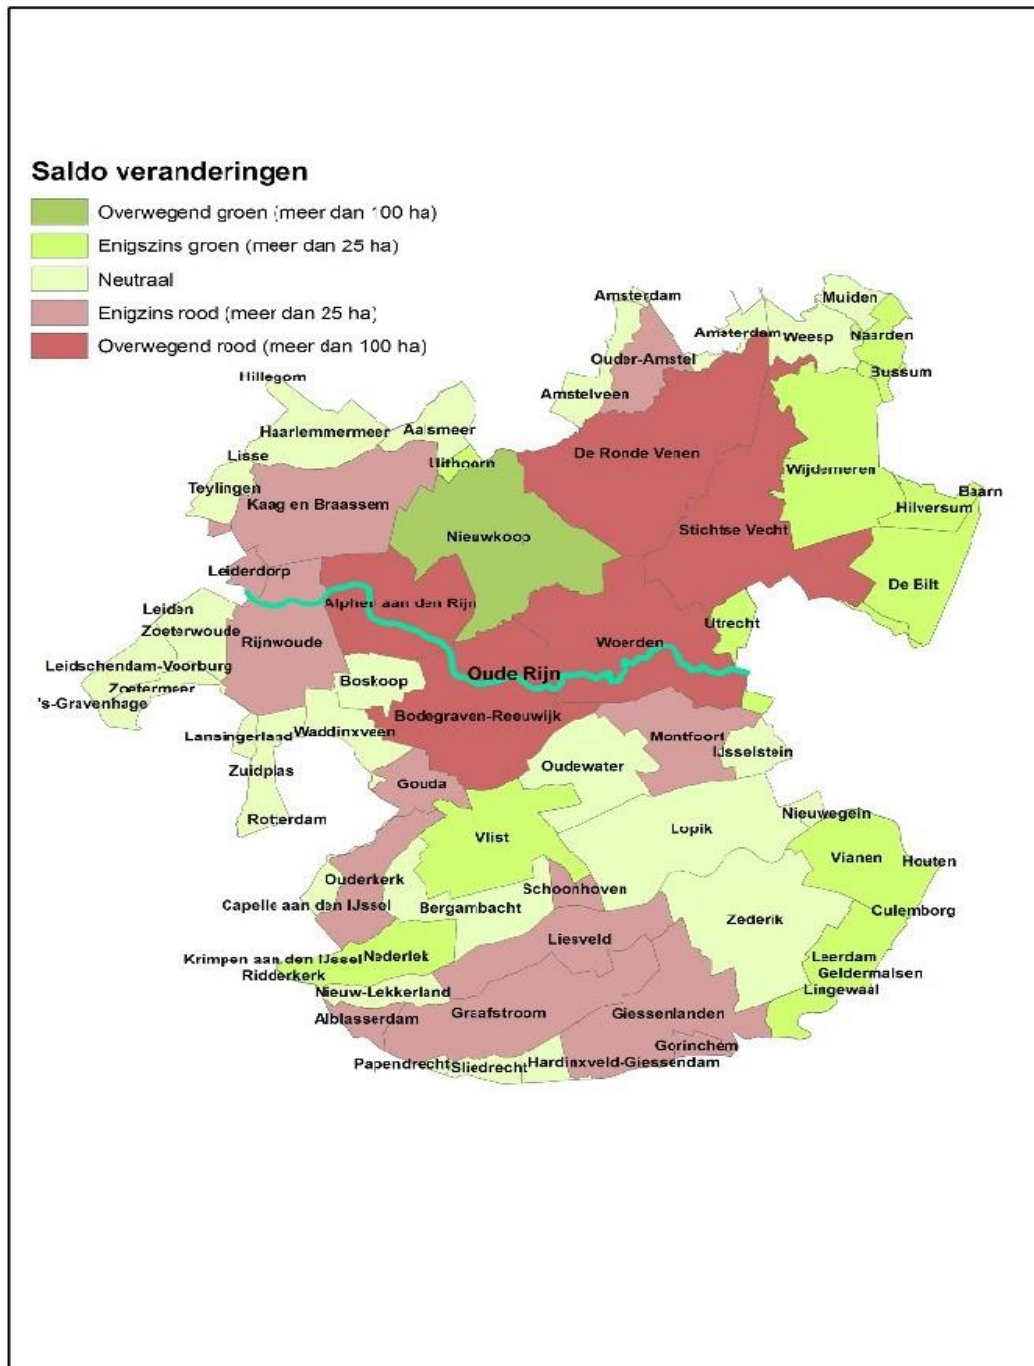 Saldo veranderingen
Overwegend groen (meer dan 100 ha)
Enigszins groen (meer dan 25 ha)
Neutraal
Enigzins rood (meer dan 25 ha)
Overwegend rood (meer dan 100 ha)
Amsterdam
Muiden
Amsterdam
Weesp
Naarden
Ouder-Amstel
Bussum
Hillegom
Amstelveen
Haarlemmermeer
Aalsmeer
Lisse
Uithoorn
De Ronde Venen
Wijdemeren
Teylingen
Kaag en Braassem
Baarn
Hilversum
Nieuwkoop
Stichtse Vecht
Leiderdorp
De Bilt
Leiden
Alphen aan den Rijn
Utrecht
Zoeterwoude
Rijnwoude
Woerden
Leidschendam-Voorburg
Oude Rijn
Zoetermeer
Boskoop
's-Gravenhage
Bodegraven-Reeuwijk
Lansingerland
Waddinxveen
Montfoort
IJsselstein
Zuidplas
Gouda
Oudewater
Rotterdam
Nieuwegein
Lopik
Vlist
Vianen
Houten
Ouderkerk
Schoonhoven
Capelle aan den IJssel
Bergambacht
Culemborg
Zederik
Liesveld
Krimpen aan den IJssel
Nederlek
Leerdam
Ridderkerk
Geldermalsen
Nieuw-Lekkerland
Lingewaal
Alblasserdam
Graafstroom
Giessenlanden
Gorinchem
Papendrecht
Sliedrecht
Hardinxveld-Giessendam